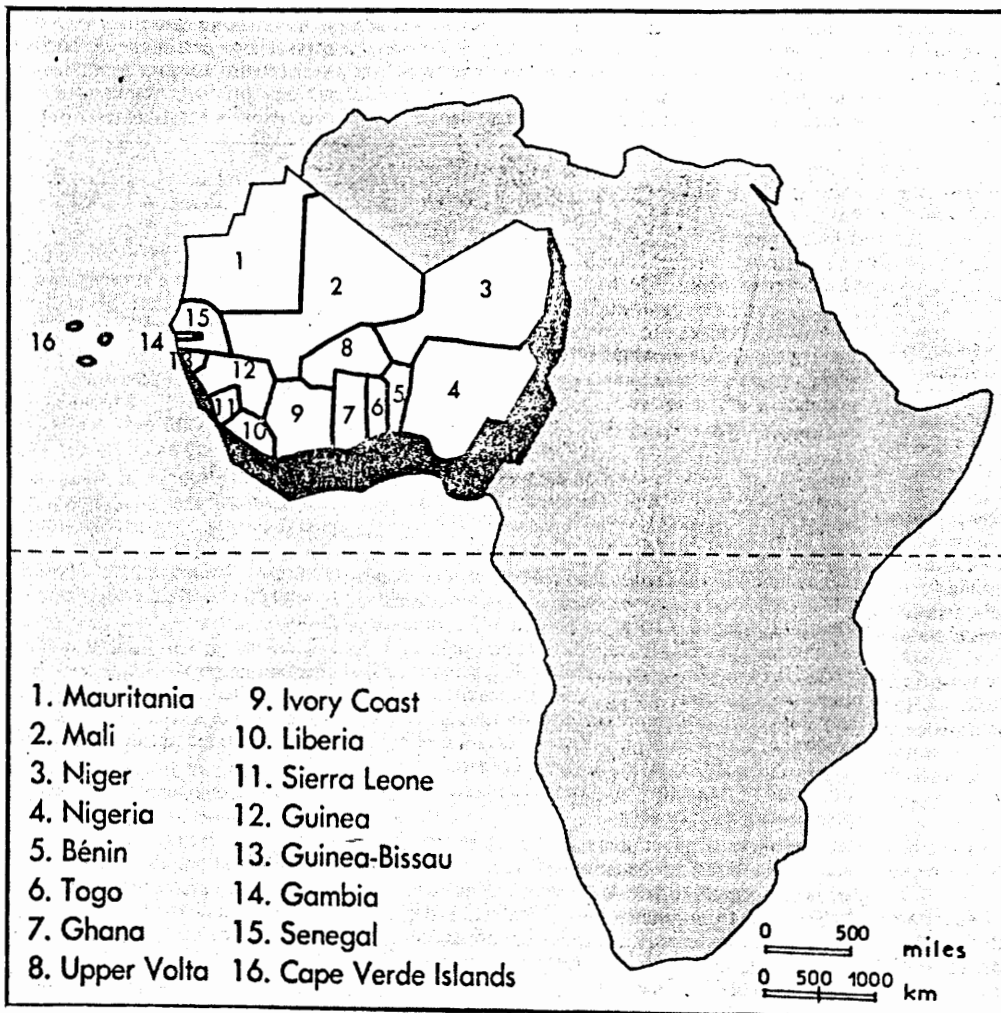 1
2
3
15
16
14
8
13
12
5
4
11
9
7
6
10
1. Mauritania
2. Mali
3. Niger
4. Nigeria
5. Bénin
6. Togo
7. Ghana
8. Upper Volta
9. Ivory Coast
10. Liberia
11. Sierra Leone
12. Guinea
13. Guinea-Bissau
14. Gambia
15. Senegal
16. Cape Verde Islands
0 500 miles
0 500 1000 km